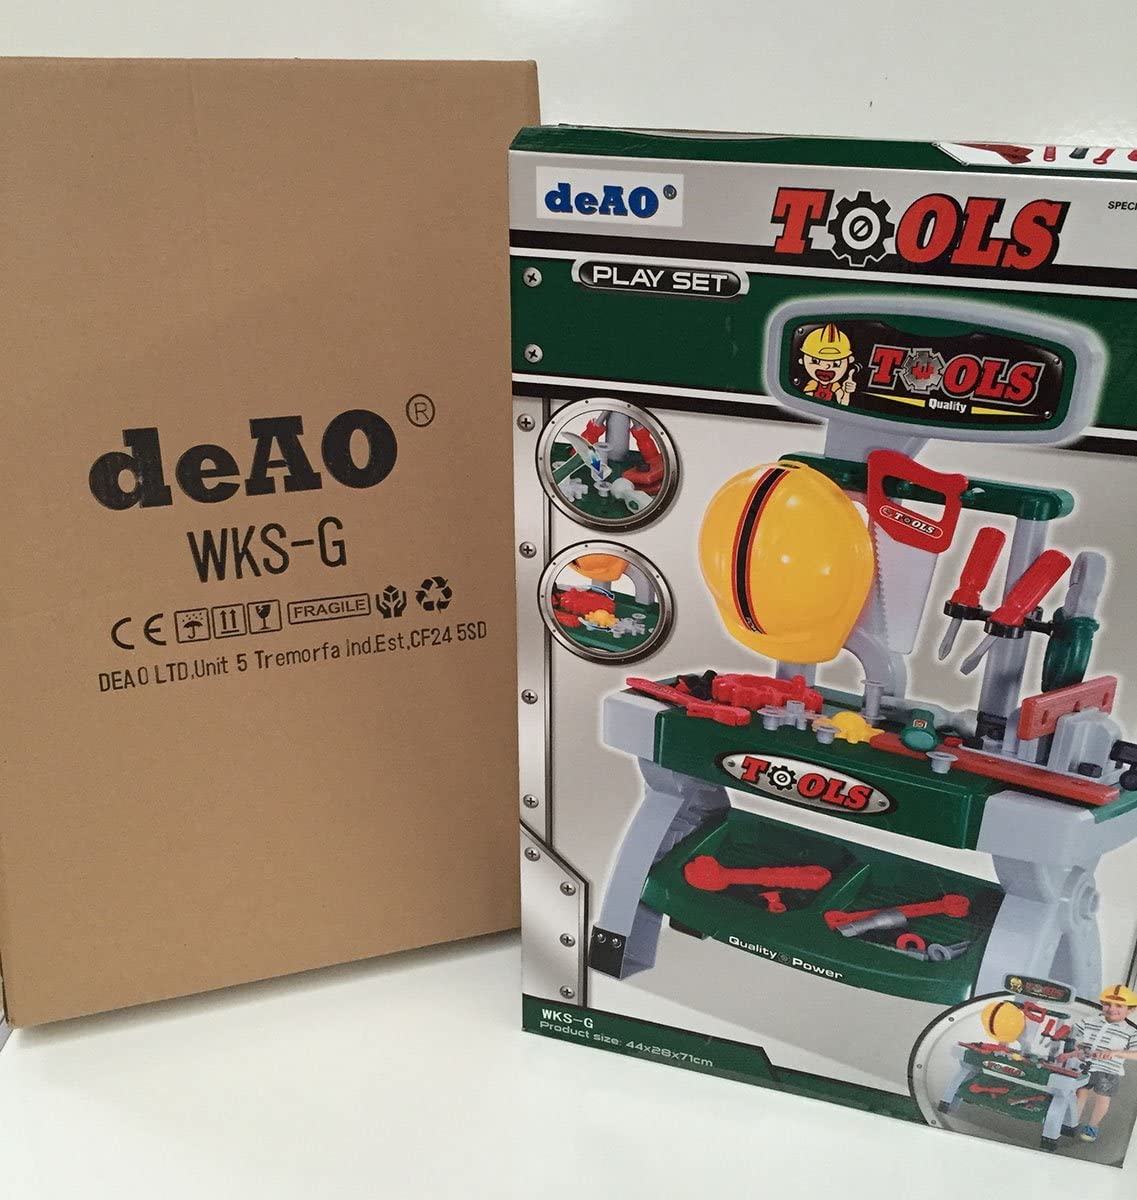 deAO®
WKS-G
CE FRAGILE
DEAO LTD,Unit 5 Tremorfa Ind.Est,CF24 5SD
deAO®
TOOLS
PLAY SET
TOOLS
Quality
TOOLS
TOOLS
Quality Power
WKS-G
Product size: 44x28x71cm
TOOLS